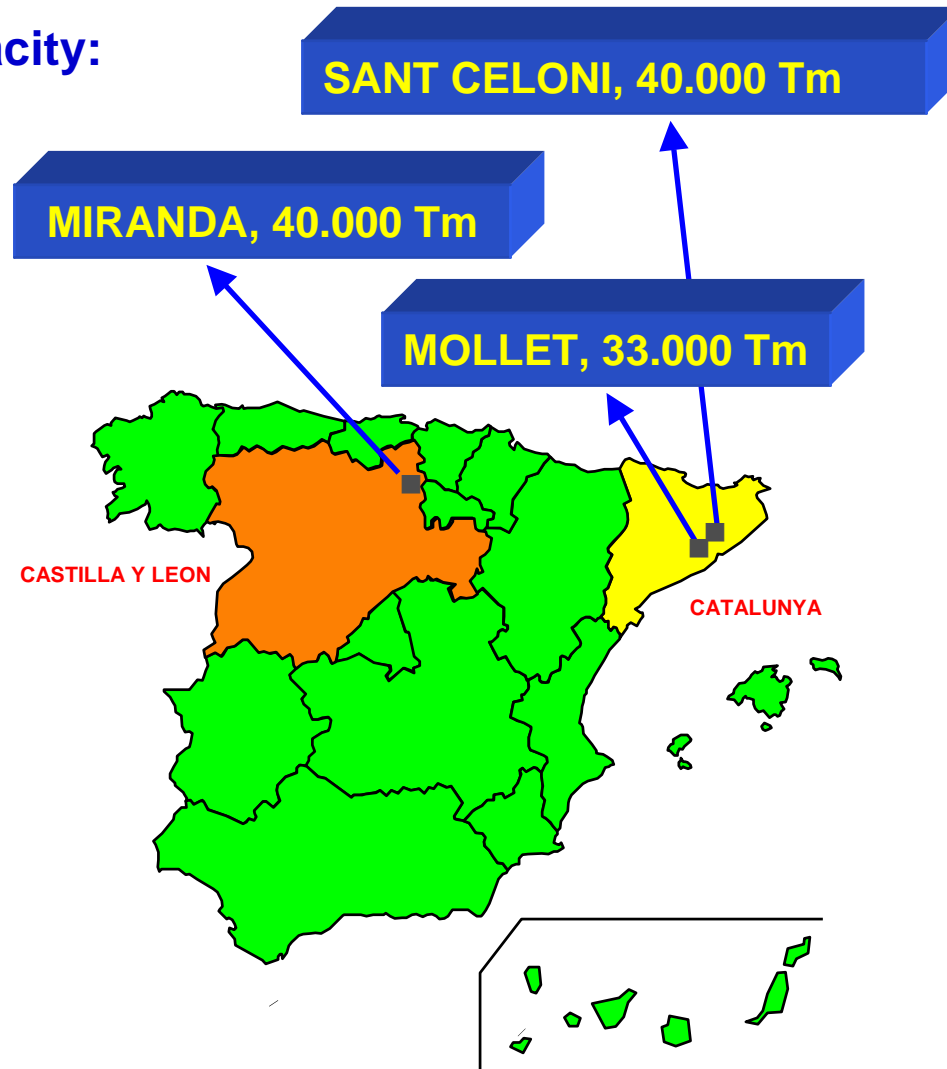 acity:
SANT CELONI, 40.000 Tm
MIRANDA, 40.000 Tm
MOLLET, 33.000 Tm
CASTILLA Y LEON
CATALUNYA